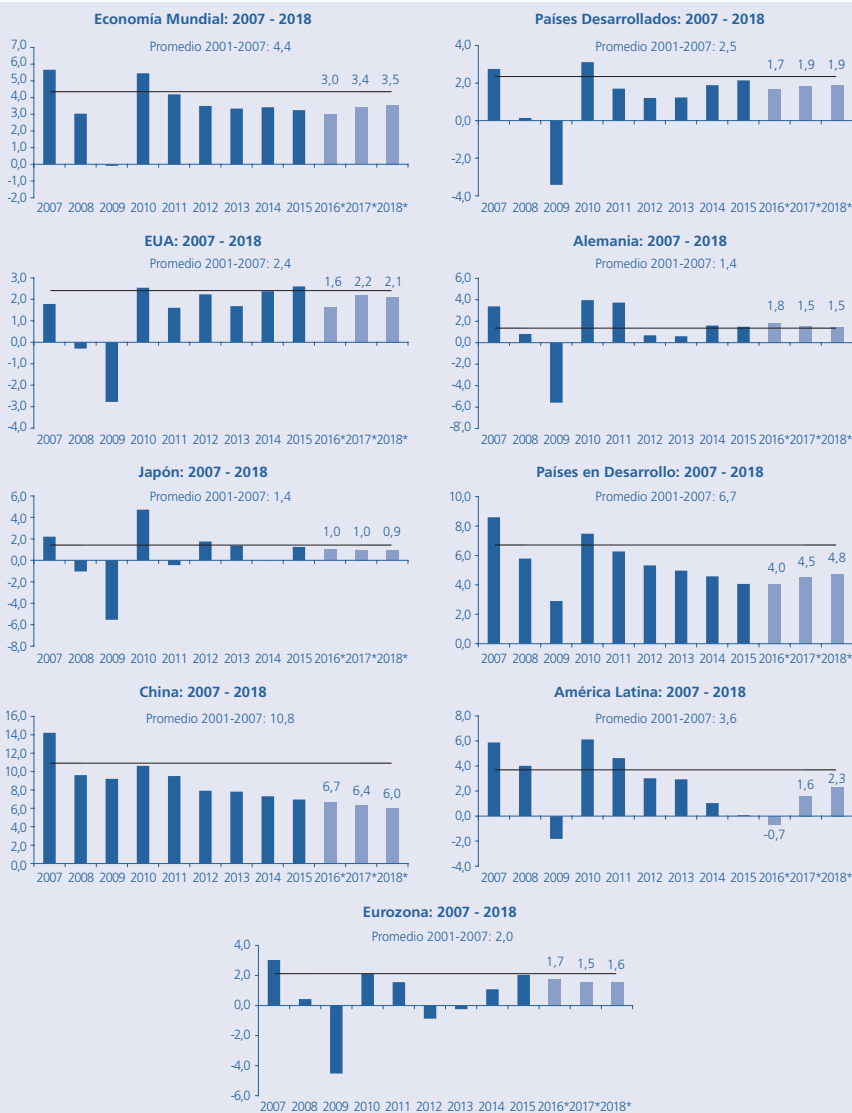 Economía Mundial: 2007 - 2018
Promedio 2001-2007: 4,4
7,0
6,0
5,0
4,0
3,0
2,0
1,0
0,0
-1,0
-2,0
3,0 3,4 3,5
2007 2008 2009 2010 2011 2012 2013 2014 2015 2016* 2017* 2018*
Países Desarrollados: 2007 - 2018
Promedio 2001-2007: 2,5
4,0
2,0
0,0
-2,0
-4,0
1,7 1,9 1,9
2007 2008 2009 2010 2011 2012 2013 2014 2015 2016* 2017* 2018*
EUA: 2007 - 2018
Promedio 2001-2007: 2,4
3,0
2,0
1,0
0,0
-1,0
-2,0
-3,0
-4,0
1,6 2,2 2,1
2007 2008 2009 2010 2011 2012 2013 2014 2015 2016* 2017* 2018*
Alemania: 2007 - 2018
Promedio 2001-2007: 1,4
6,0
4,0
2,0
0,0
-2,0
-4,0
-6,0
-8',0
1,8 1,5 1,5
2007 2008 2009 2010 2011 2012 2013 2014 2015 2016* 2017* 2018*
Japón: 2007 - 2018
Promedio 2001-2007: 1,4
6,0
4,0
2,0
0,0
-2,0
-4,0
-6,0
-8,0
1,0 1,0 0,9
2007 2008 2009 2010 2011 2012 2013 2014 2015 2016* 2017* 2018*
Países en Desarrollo: 2007 - 2018
Promedio 2001-2007: 6,7
10,0
8,0
6,0
4,0
2,0
0,0
4,0 4,5 4,8
2007 2008 2009 2010 2011 2012 2013 2014 2015 2016* 2017* 2018*
China: 2007 - 2018
Promedio 2001-2007: 10,8
16,0
14,0
12,0
10,0
8,0
6,0
4,0
2,0
0,0
6,7 6,4 6,0
2007 2008 2009 2010 2011 2012 2013 2014 2015 2016* 2017* 2018*
América Latina: 2007 - 2018
Promedio 2001-2007: 3,6
8,0
6,0
4,0
2,0
0,0
-2,0
-4,0
-0,7 1,6 2,3
2007 2008 2009 2010 2011 2012 2013 2014 2015 2016* 2017* 2018*
Eurozona: 2007 - 2018
Promedio 2001-2007: 2,0
4,0
2,0
0,0
-2,0
-4,0
-6,0
1,7 1,5 1,6
2007 2008 2009 2010 2011 2012 2013 2014 2015 2016* 2017* 2018*